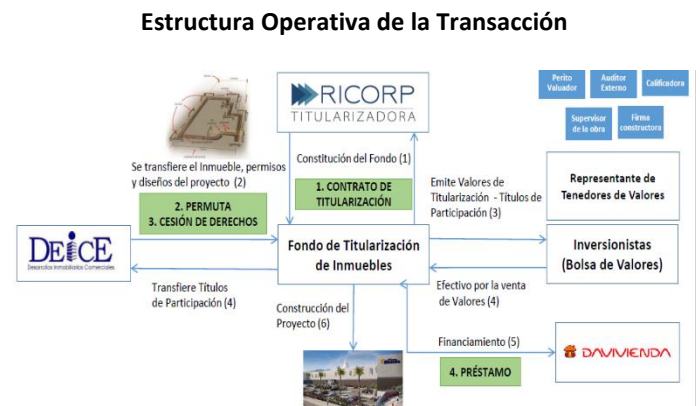 Estructura Operativa de la Transacción
RICORP
TITULARIZADORA
Perito
Valuador
Auditor
Externo
Calificadora
Supervisor
de la obra
Firma
constructora
Se transfiere el Inmueble, permisos
y diseños del proyecto (2)
2. PERMUTA
3. CESIÓN DE DERECHOS
Constitución del Fondo (1)
1. CONTRATO DE
TITULARIZACIÓN
Emite Valores de
Titularización - Títulos de
Participación (3)
Representante de
Tenedores de Valores
DEICE
Desarrollos Inmobiliarios Comerciales
Fondo de Titularización
de Inmuebles
Inversionistas
(Bolsa de Valores)
Transfiere Títulos
de Participación (4)
Efectivo por la venta
de Valores (4)
Construcción del
Proyecto (6)
Financiamiento (5)
4. PRÉSTAMO
DAVIVIENDA